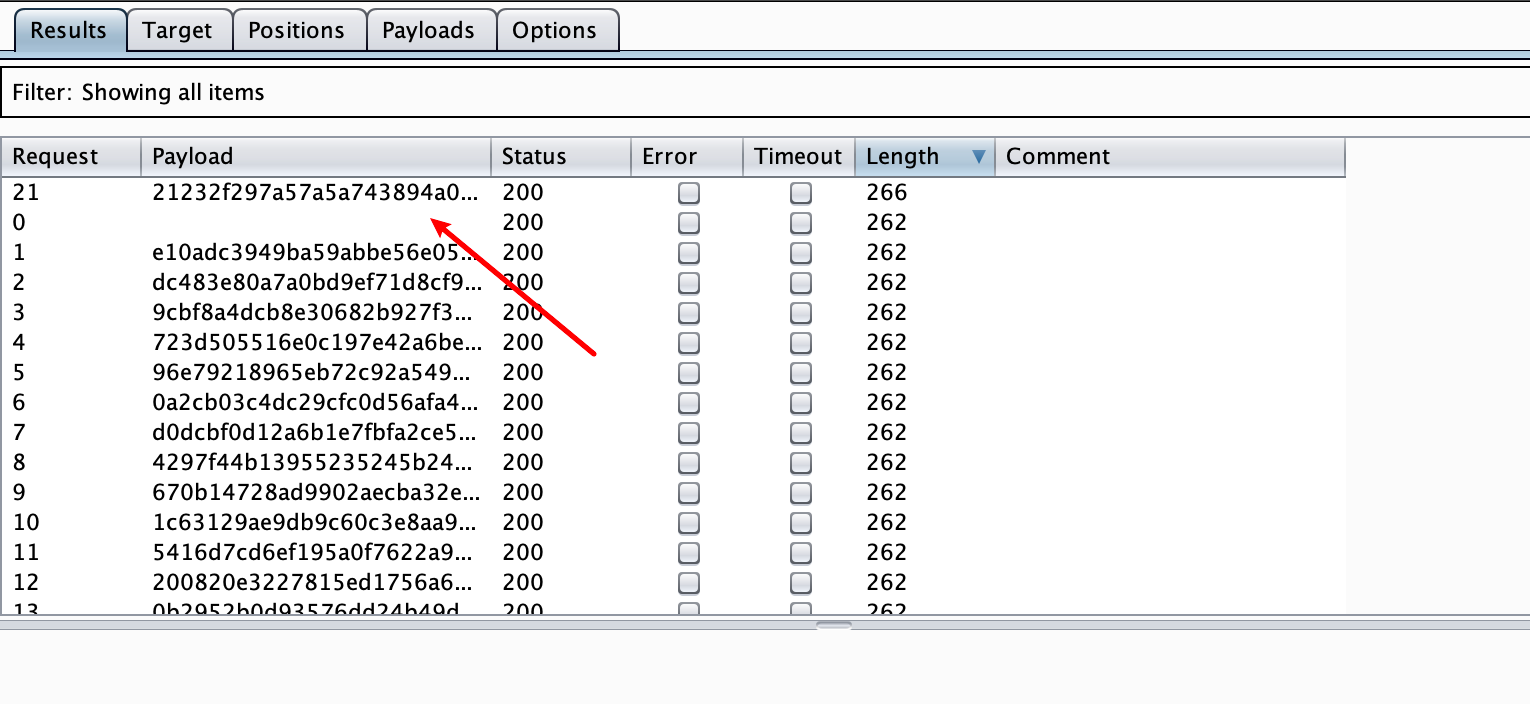 Results Target Positions Payloads Options
Filter: Showing all items
Request Payload Status Error Timeout Length Comment
21 21232f297a57a5a743894a0... 200 266
0 200 262
1 e10adc3949ba59abbe56e05... 200 262
2 dc483e80a7a0bd9ef71d8cf9... 200 262
3 9cbf8a4dcb8e30682b927f3... 200 262
4 723d505516e0c197e42a6be... 200 262
5 96e79218965eb72c92a549... 200 262
6 0a2cb03c4dc29cfc0d56afa4... 200 262
7 d0dcbf0d12a6b1e7fbfa2ce5... 200 262
8 4297f44b13955235245b24... 200 262
9 670b14728ad9902aecba32e... 200 262
10 1c63129ae9db9c60c3e8aa9... 200 262
11 5416d7cd6ef195a0f7622a9... 200 262
12 200820e3227815ed1756a6... 200 262
13 0b2952b0d93576dd24b49d 200 262